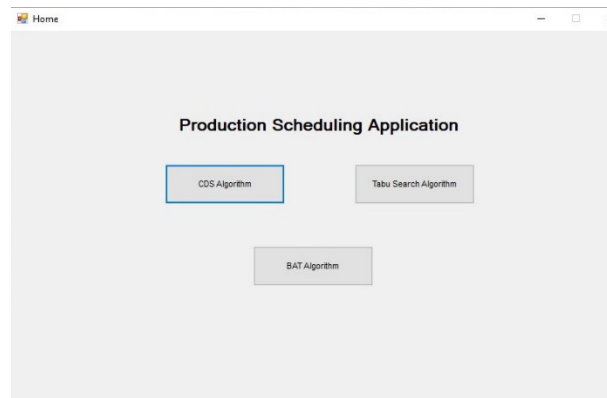 Home
Production Scheduling Application
CDS Algorithm
Tabu Search Algorithm
BAT Algorithm